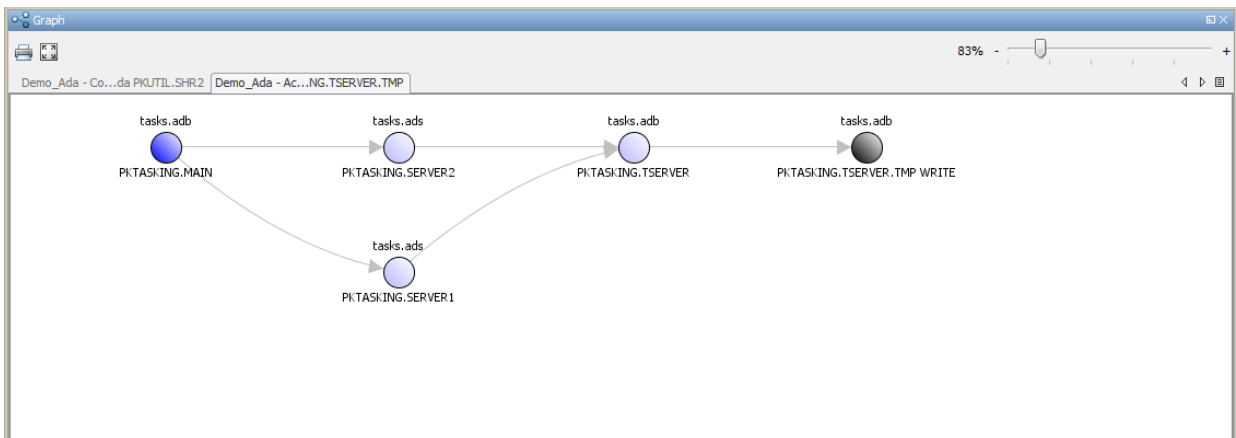 Graph
83% - +
Demo_Ada - Co...da PKUTIL.SHR2 Demo_Ada - Ac...NG.TSERVER.TMP
tasks.adb tasks.ads tasks.adb tasks.adb
PKTASKING.MAIN PKTASKING.SERVER2 PKTASKING.TSERVER PKTASKING.TSERVER.TMP WRITE
tasks.ads
PKTASKING.SERVER1